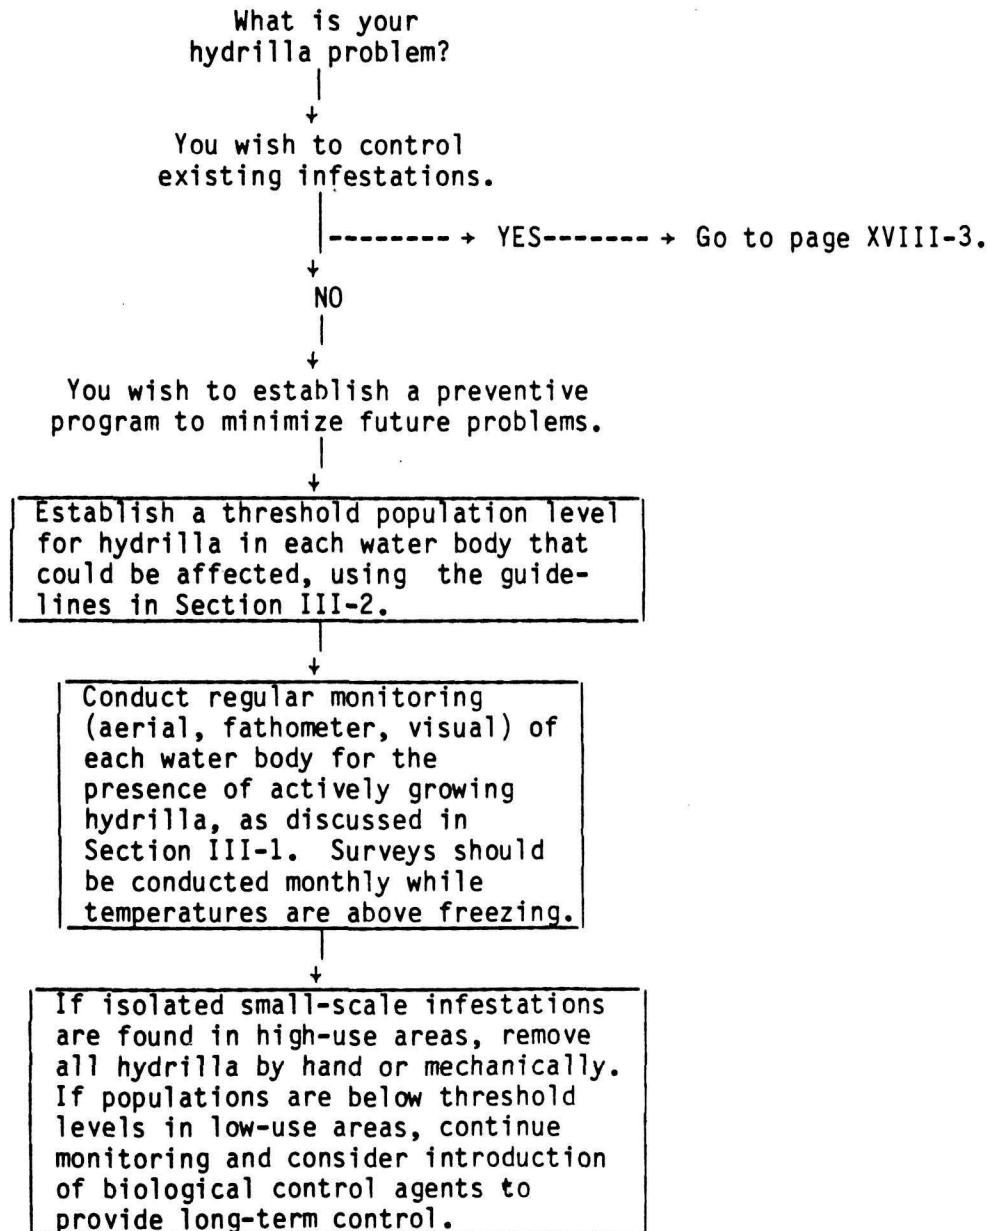 What is your
hydrilla problem?
You wish to control
existing infestations.
YES
Go to page XVIII-3.
NO
You wish to establish a preventive
program to minimize future problems.
Establish a threshold population level
for hydrilla in each water body that
could be affected, using the guide-
lines in Section III-2.
Conduct regular monitoring
(aerial, fathometer, visual) of
each water body for the
presence of actively growing
hydrilla, as discussed in
Section III-1. Surveys should
be conducted monthly while
temperatures are above freezing.
If isolated small-scale infestations
are found in high-use areas, remove
all hydrilla by hand or mechanically.
If populations are below threshold
levels in low-use areas, continue
monitoring and consider introduction
of biological control agents to
provide long-term control.